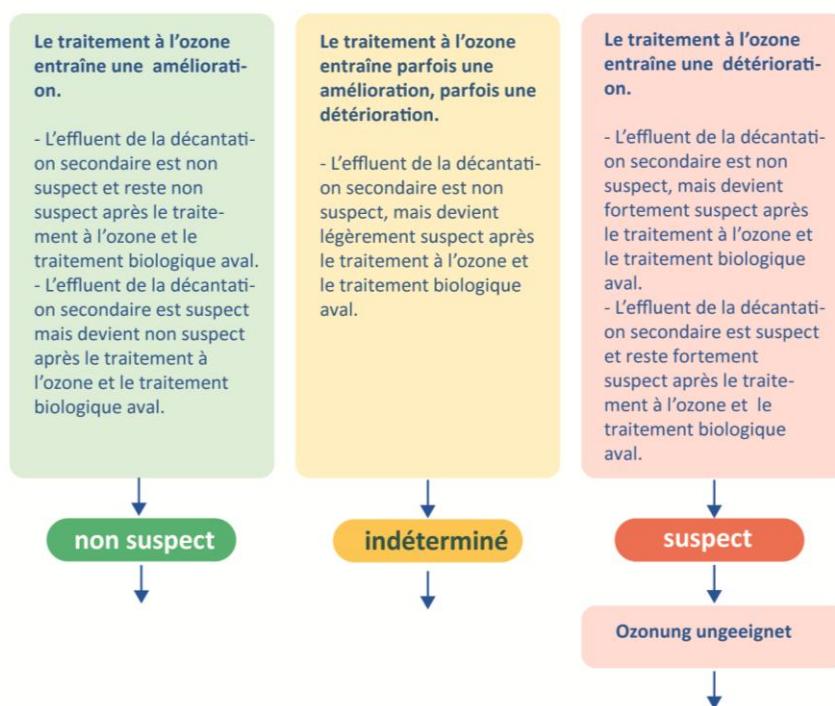 Le traitement à l’ozone
entraîne une  améliorati-
on.
- L’effluent de la décantati-
on secondaire est non
suspect et reste non
suspect après le traite-
ment à l’ozone et le
traitement biologique aval.
- L’effluent de la décantati-
on secondaire est suspect
mais devient non suspect
après le traitement à
l’ozone et le traitement
biologique aval.
non suspect
Le traitement à l’ozone
entraîne parfois une
amélioration, parfois une
détérioration.
- L’effluent de la décantati-
on secondaire est non
suspect, mais devient
légèrement suspect après
le traitement à l’ozone et
le traitement biologique
aval.
indéterminé
Le traitement à l’ozone
entraîne une  détériorati-
on.
- L’effluent de la décantati-
on secondaire est non
suspect, mais devient
fortement suspect après
le traitement à l’ozone et
le traitement biologique
aval.
- L’effluent de la décantati-
on secondaire est suspect
et reste fortement
suspect après le traite-
ment à l’ozone et  le
traitement biologique
aval.
suspect
Ozonung ungeeignet